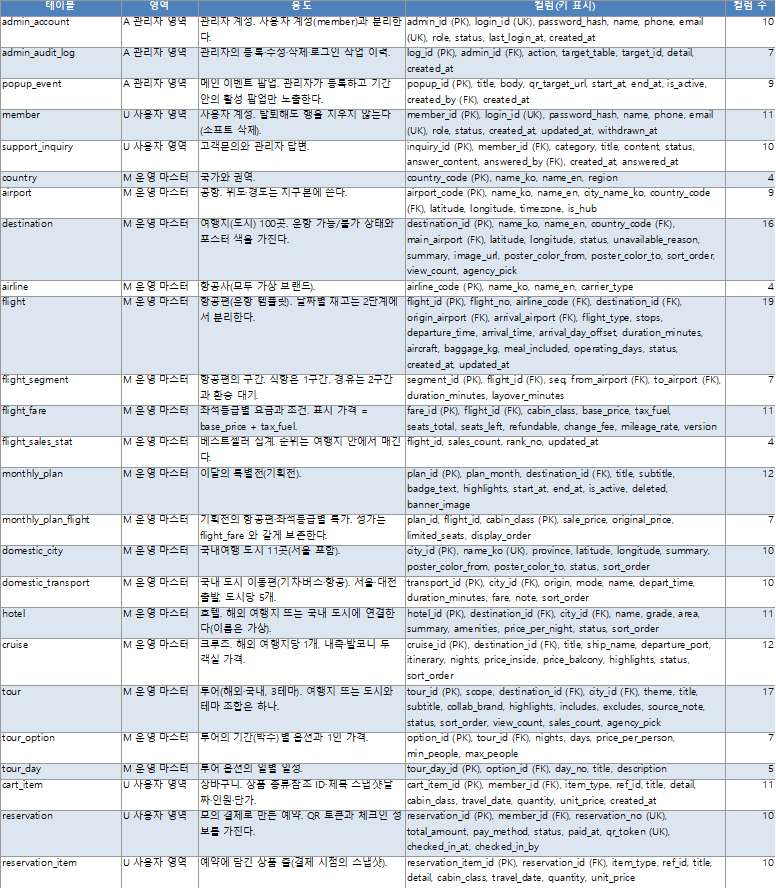 테이블 영역 용도 컬럼(키 표시) 컬럼 수
admin_account A 관리자 영역 관리자 계정. 사용자 계정(member)과 분리한 admin_id (PK), login_id (UK), password_hash, name, phone, email 10
다. (UK), role, status, last_login_at, created_at
admin_audit_log A 관리자 영역 관리자의 등록·수정·삭제·로그인 작업 이력. log_id (PK), admin_id (FK), action, target_table, target_id, detail, 7
created_at
popup_event A 관리자 영역 메인 이벤트 팝업. 관리자가 등록하고 기간 popup_id (PK), title, body, qr_target_url, start_at, end_at, is_active, 9
안의 활성 팝업만 노출한다. created_by (FK), created_at
member U 사용자 영역 사용자 계정. 탈퇴해도 행을 지우지 않는다 member_id (PK), login_id (UK), password_hash, name, phone, email 11
(소프트 삭제). (UK), role, status, created_at, updated_at, withdrawn_at
support_inquiry U 사용자 영역 고객문의와 관리자 답변. inquiry_id (PK), member_id (FK), category, title, content, status, 10
answer_content, answered_by (FK), created_at, answered_at
country M 운영 마스터 국가와 권역. country_code (PK), name_ko, name_en, region 4
airport M 운영 마스터 공항. 위도·경도는 지구본에 쓴다. airport_code (PK), name_ko, name_en, city_name_ko, country_code 9
(FK), latitude, longitude, timezone, is_hub
destination M 운영 마스터 여행지(도시) 100곳. 운항 가능/불가 상태와 destination_id (PK), name_ko, name_en, country_code (FK), 16
포스터 색을 가진다. main_airport (FK), latitude, longitude, status, unavailable_reason,
summary, image_url, poster_color_from, poster_color_to, sort_order,
view_count, agency_pick
airline M 운영 마스터 항공사(모두 가상 브랜드). airline_code (PK), name_ko, name_en, carrier_type 4
flight M 운영 마스터 항공편(운항 템플릿). 날짜별 재고는 2단계에 flight_id (PK), flight_no, airline_code (FK), destination_id (FK), 19
서 분리한다. origin_airport (FK), arrival_airport (FK), flight_type, stops,
departure_time, arrival_time, arrival_day_offset, duration_minutes,
aircraft, baggage_kg, meal_included, operating_days, status,
created_at, updated_at
flight_segment M 운영 마스터 항공편의 구간. 직항은 1구간, 경유는 2구간 segment_id (PK), flight_id (FK), seq, from_airport (FK), to_airport (FK), 7
과 환승 대기. duration_minutes, layover_minutes
flight_fare M 운영 마스터 좌석등급별 요금과 조건. 표시 가격 = fare_id (PK), flight_id (FK), cabin_class, base_price, tax_fuel, 11
base_price + tax_fuel. seats_total, seats_left, refundable, change_fee, mileage_rate, version
flight_sales_stat M 운영 마스터 베스트셀러 집계. 순위는 여행지 안에서 매긴 flight_id, sales_count, rank_no, updated_at 4
다.
monthly_plan M 운영 마스터 이달의 특별전(기획전). plan_id (PK), plan_month, destination_id (FK), title, subtitle, 12
badge_text, highlights, start_at, end_at, is_active, deleted,
banner_image
monthly_plan_flight M 운영 마스터 기획전의 항공편·좌석등급별 특가. 정가는 plan_id, flight_id, cabin_class (PK), sale_price, original_price, 7
flight_fare 와 같게 보존한다. limited_seats, display_order
domestic_city M 운영 마스터 국내여행 도시 11곳(서울 포함). city_id (PK), name_ko (UK), province, latitude, longitude, summary, 10
poster_color_from, poster_color_to, status, sort_order
domestic_transport M 운영 마스터 국내 도시 이동편(기차·버스·항공). 서울·대전 transport_id (PK), city_id (FK), origin, mode, name, depart_time, 10
출발, 도시당 5개. duration_minutes, fare, note, sort_order
hotel M 운영 마스터 호텔. 해외 여행지 또는 국내 도시에 연결한 hotel_id (PK), destination_id (FK), city_id (FK), name, grade, area, 11
다(이름은 가상). summary, amenities, price_per_night, status, sort_order
cruise M 운영 마스터 크루즈. 해외 여행지당 1개, 내측·발코니 두 cruise_id (PK), destination_id (FK), title, ship_name, departure_port, 12
객실 가격. itinerary, nights, price_inside, price_balcony, highlights, status,
sort_order
tour M 운영 마스터 투어(해외·국내, 3테마). 여행지 또는 도시와 tour_id (PK), scope, destination_id (FK), city_id (FK), theme, title, 17
테마 조합은 하나. subtitle, collab_brand, highlights, includes, excludes, source_note,
status, sort_order, view_count, sales_count, agency_pick
tour_option M 운영 마스터 투어의 기간(박수)별 옵션과 1인 가격. option_id (PK), tour_id (FK), nights, days, price_per_person, 7
min_people, max_people
tour_day M 운영 마스터 투어 옵션의 일별 일정. tour_day_id (PK), option_id (FK), day_no, title, description 5
cart_item U 사용자 영역 장바구니. 상품 종류·참조 ID·제목 스냅샷·날 cart_item_id (PK), member_id (FK), item_type, ref_id, title, detail, 11
짜·인원·단가. cabin_class, travel_date, quantity, unit_price, created_at
reservation U 사용자 영역 모의 결제로 만든 예약. QR 토큰과 체크인 정 reservation_id (PK), member_id (FK), reservation_no (UK), 10
보를 가진다. total_amount, pay_method, status, paid_at, qr_token (UK),
checked_in_at, checked_in_by
reservation_item U 사용자 영역 예약에 담긴 상품 줄(결제 시점의 스냅샷). reservation_item_id (PK), reservation_id (FK), item_type, ref_id, title, 10
detail, cabin_class, travel_date, quantity, unit_price